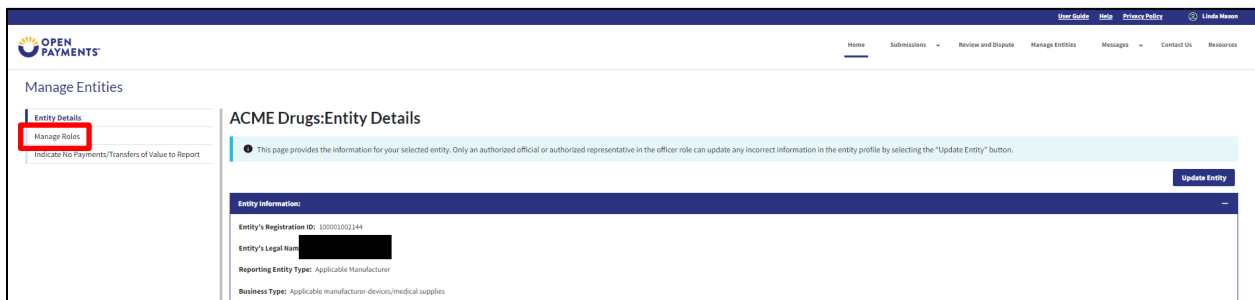 User Guide Help Privacy Policy Linda Mason
OPEN PAYMENTS™
Home Submissions Review and Dispute Manage Entities Messages Contact Us Resources
Manage Entities
Entity Details
Manage Roles
Indicate No Payments/Transfers of Value to Report
ACME Drugs:Entity Details
This page provides the information for your selected entity. Only an authorized official or authorized representative in the officer role can update any incorrect information in the entity profile by selecting the “Update Entity” button.
Update Entity
Entity Information:
Entity's Registration ID: 100001002144
Entity's Legal Nam
Reporting Entity Type: Applicable Manufacturer
Business Type: Applicable manufacturer-devices/medical supplies